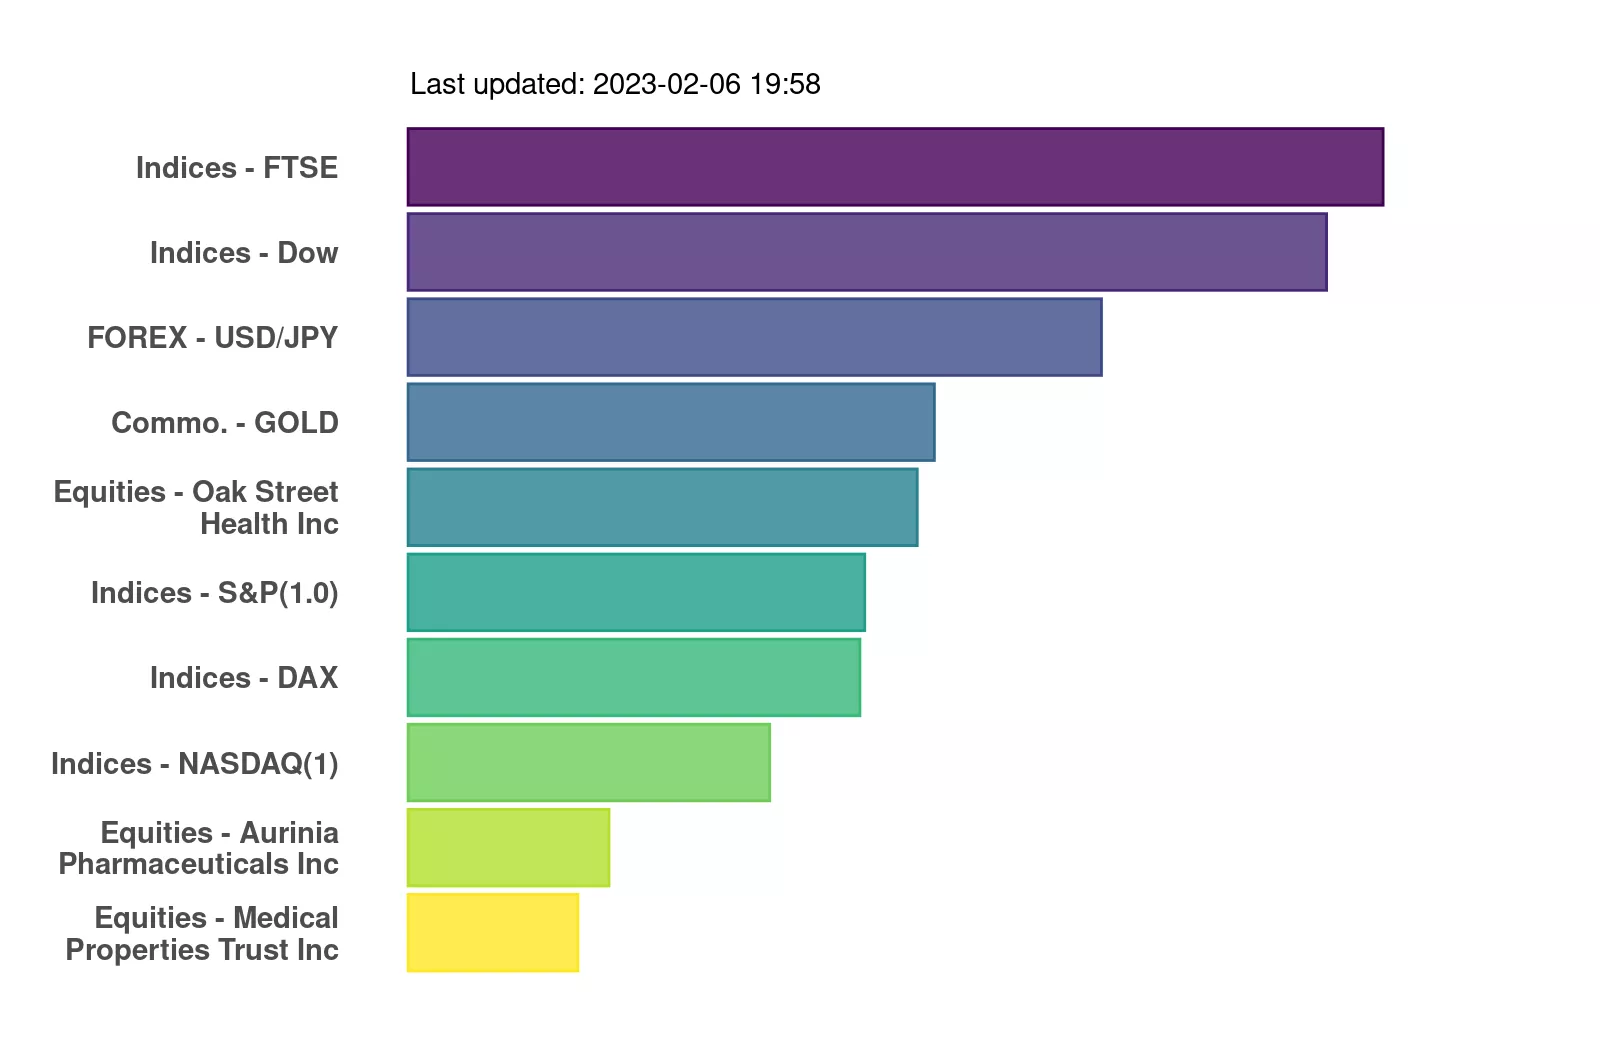 Last updated: 2023-02-06 19:58
Indices - FTSE
Indices - Dow
FOREX - USD/JPY
Commo. - GOLD
Equities - Oak Street
Health Inc
Indices - S&P(1.0)
Indices - DAX
Indices - NASDAQ(1)
Equities - Aurinia
Pharmaceuticals Inc
Equities - Medical
Properties Trust Inc